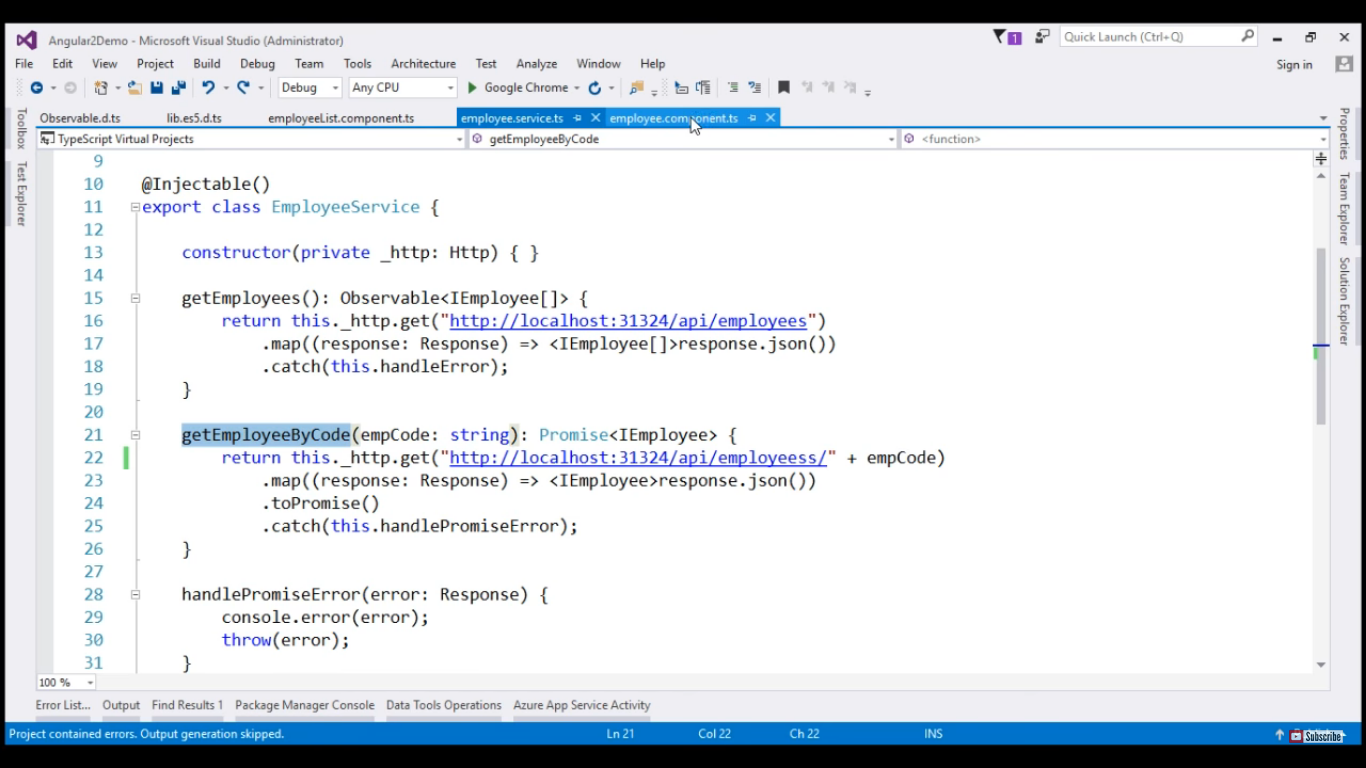 Angular2Demo - Microsoft Visual Studio (Administrator)
1
Quick Launch (Ctrl+Q)
File Edit View Project Build Debug Team Tools Architecture Test Analyze Window Help
Sign in
Debug Any CPU Google Chrome
Observable.d.ts lib.es5.d.ts employeeList.component.ts employee.service.ts employee.component.ts
TypeScript Virtual Projects getEmployeeByCode <function>
Toolbox
Test Explorer
Properties
Team Explorer
Solution Explorer
9
10 @Injectable()
11 export class EmployeeService {
12
13 constructor(private _http: Http) { }
14
15 getEmployees(): Observable<IEmployee[]> {
16 return this._http.get("http://localhost:31324/api/employees")
17 .map((response: Response) => <IEmployee[]>response.json())
18 .catch(this.handleError);
19 }
20
21 getEmployeeByCode(empCode: string): Promise<IEmployee> {
22 return this._http.get("http://localhost:31324/api/employeess/" + empCode)
23 .map((response: Response) => <IEmployee>response.json())
24 .toPromise()
25 .catch(this.handlePromiseError);
26 }
27
28 handlePromiseError(error: Response) {
29 console.error(error);
30 throw(error);
31 }
100 %
Error List... Output Find Results 1 Package Manager Console Data Tools Operations Azure App Service Activity
Project contained errors. Output generation skipped. Ln 21 Col 22 Ch 22 INS
Subscribe